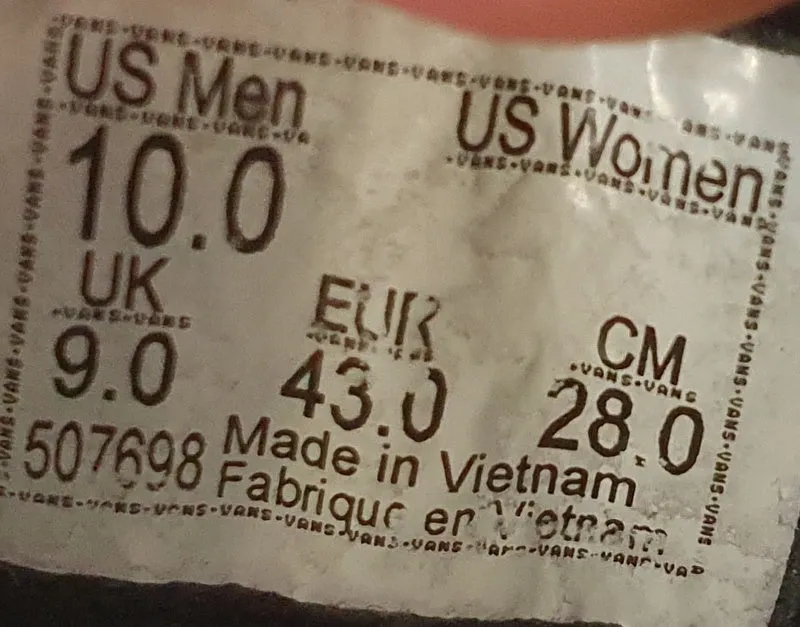 US Men
US Women
10.0
UK
EUR
CM
9.0
43.0
28.0
507698
Made in Vietnam
Fabrique en Vietnam